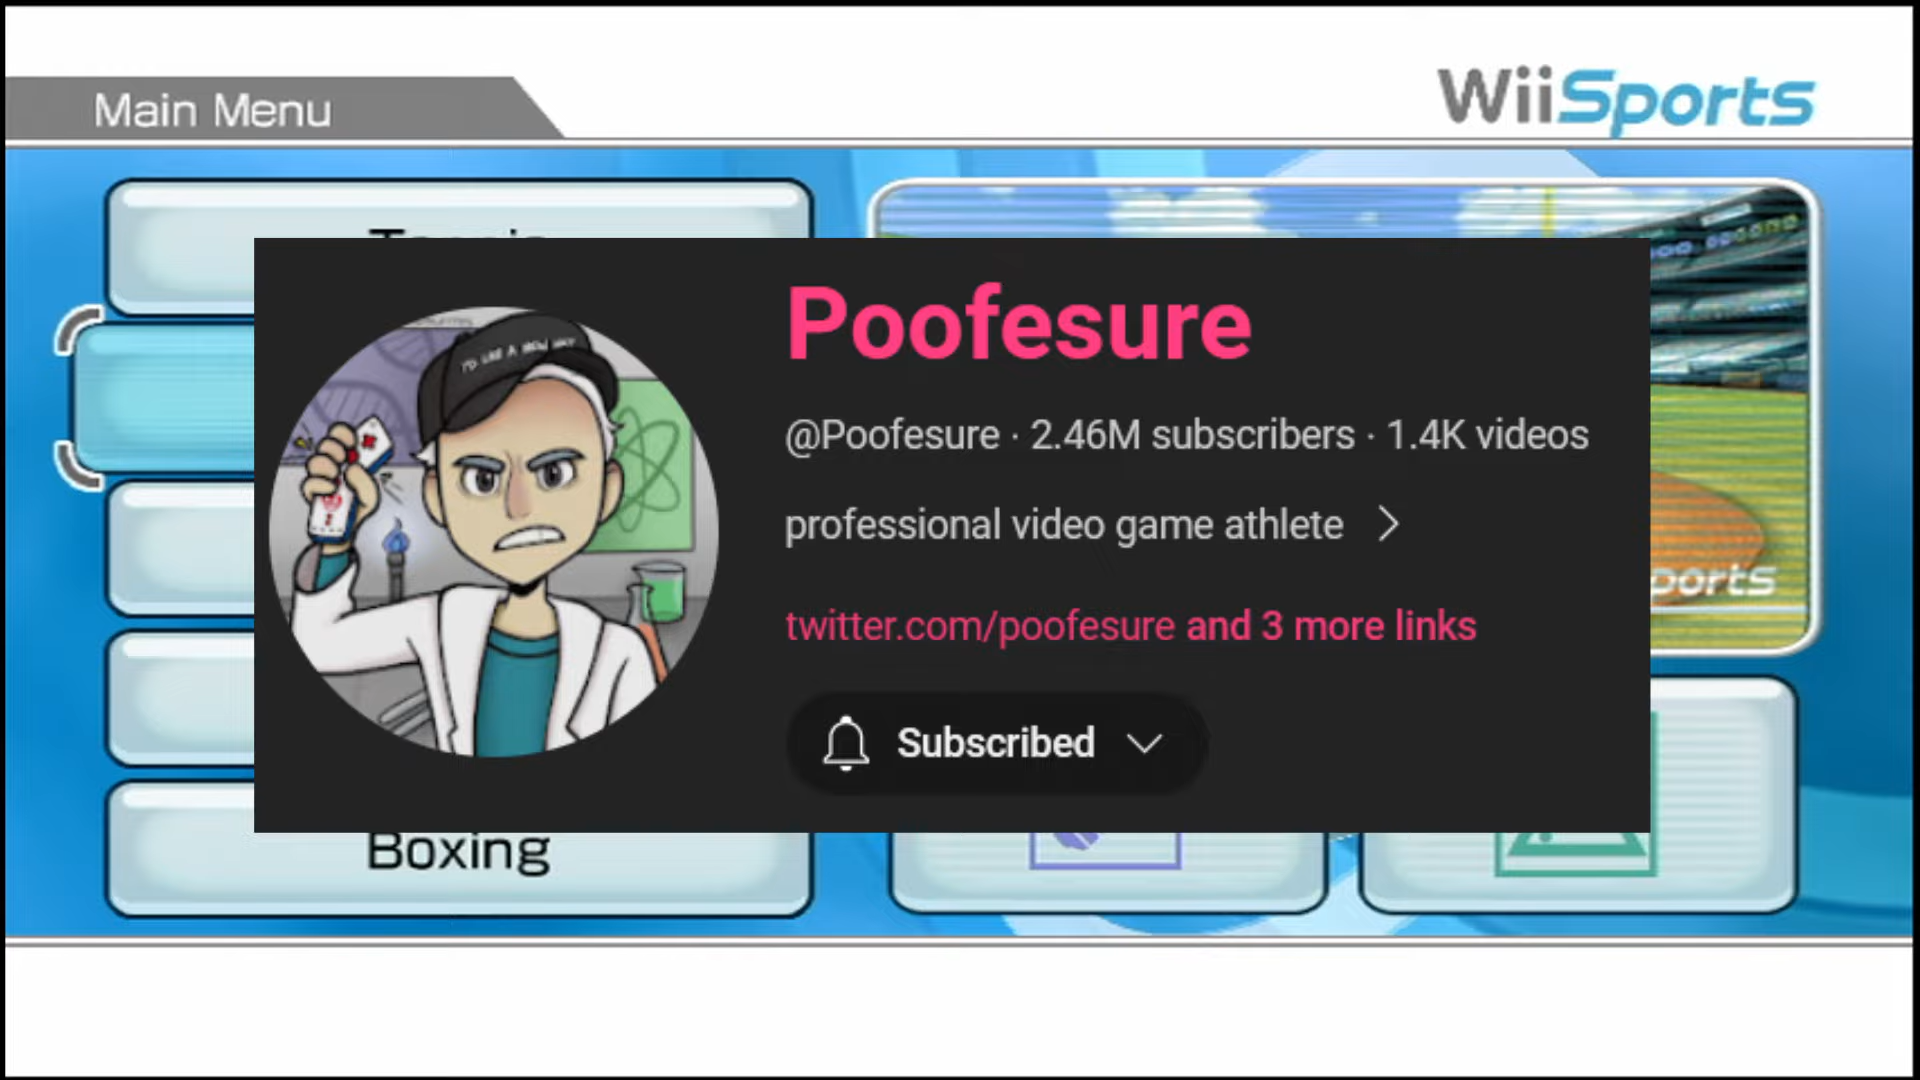 Main Menu
WiiSports
Poofesure
@Poofesure · 2.46M subscribers · 1.4K videos
professional video game athlete
twitter.com/poofesure and 3 more links
Subscribed
Boxing